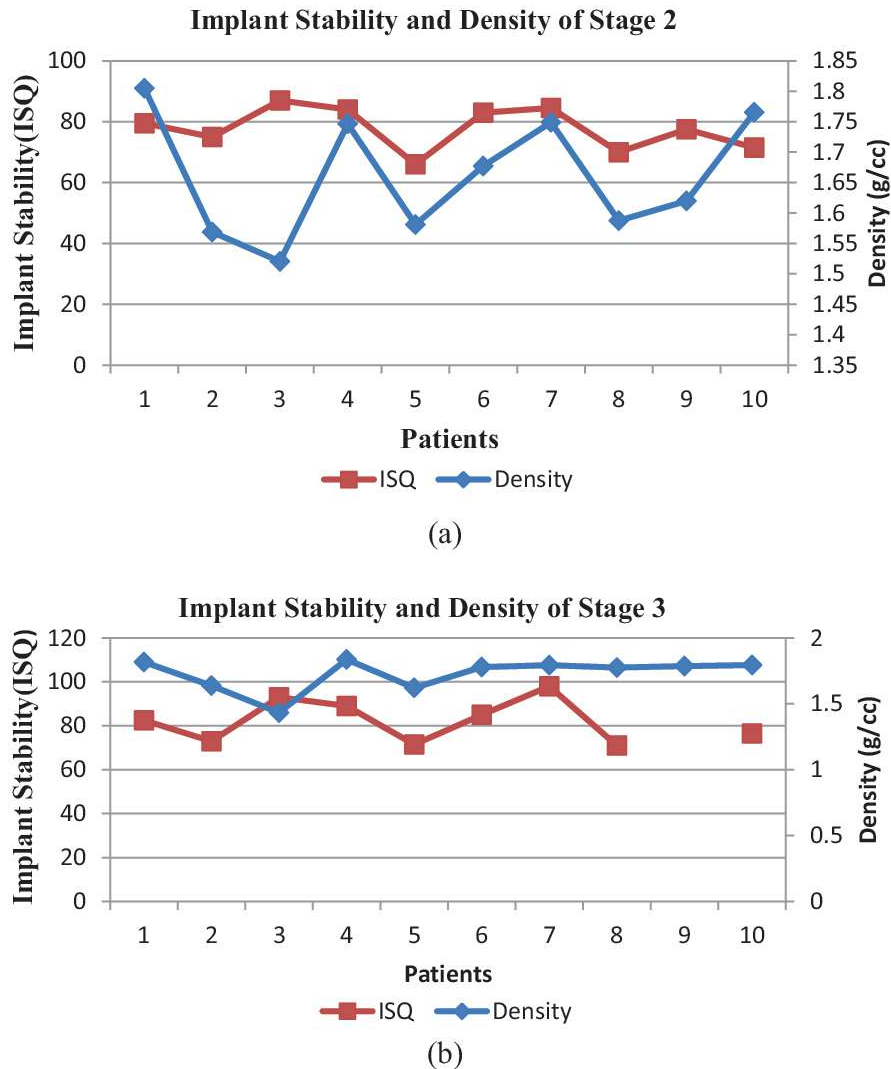 Implant Stability and Density of Stage 2
Implant Stability(ISQ)
100
80
60
40
20
0
1.85
1.8
1.75
1.7
1.65
1.6
1.55
1.5
1.45
1.4
1.35
Density (g/cc)
1 2 3 4 5 6 7 8 9 10
Patients
ISQ Density
(a)
Implant Stability and Density of Stage 3
Implant Stability(ISQ)
120
100
80
60
40
20
0
2
1.5
1
0.5
0
Density (g/cc)
1 2 3 4 5 6 7 8 9 10
Patients
ISQ Density
(b)